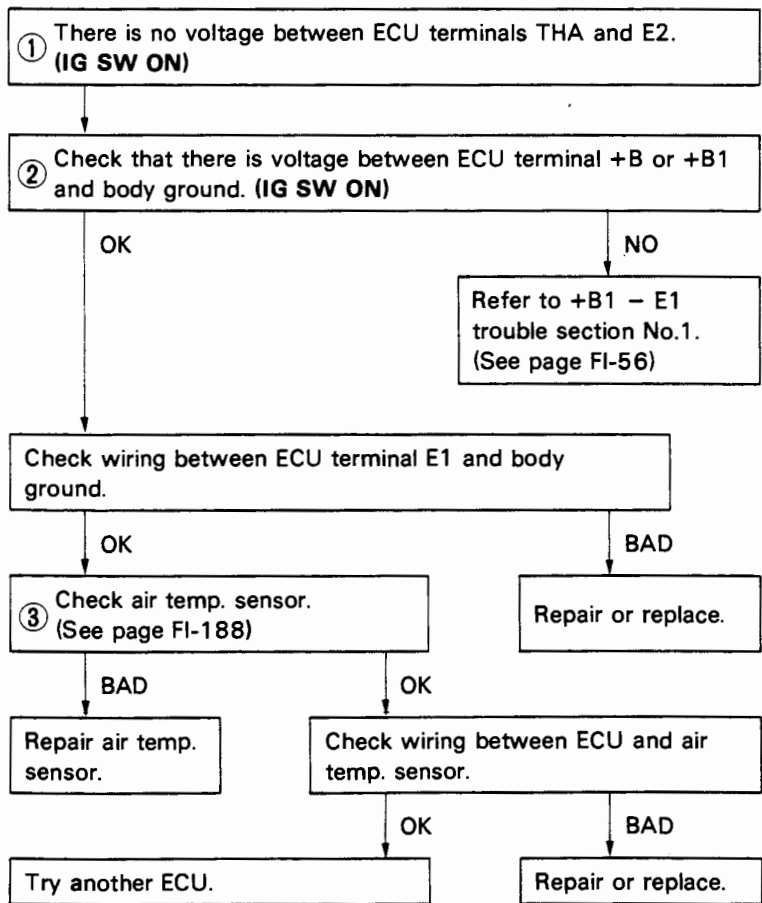 ① There is no voltage between ECU terminals THA and E2.
(IG SW ON)
② Check that there is voltage between ECU terminal +B or +B1
and body ground. (IG SW ON)
OK
NO
Refer to +B1 – E1
trouble section No.1.
(See page FI-56)
Check wiring between ECU terminal E1 and body
ground.
OK
BAD
③ Check air temp. sensor.
(See page FI-188)
Repair or replace.
BAD
OK
Repair air temp.
sensor.
Check wiring between ECU and air
temp. sensor.
OK
BAD
Try another ECU.
Repair or replace.